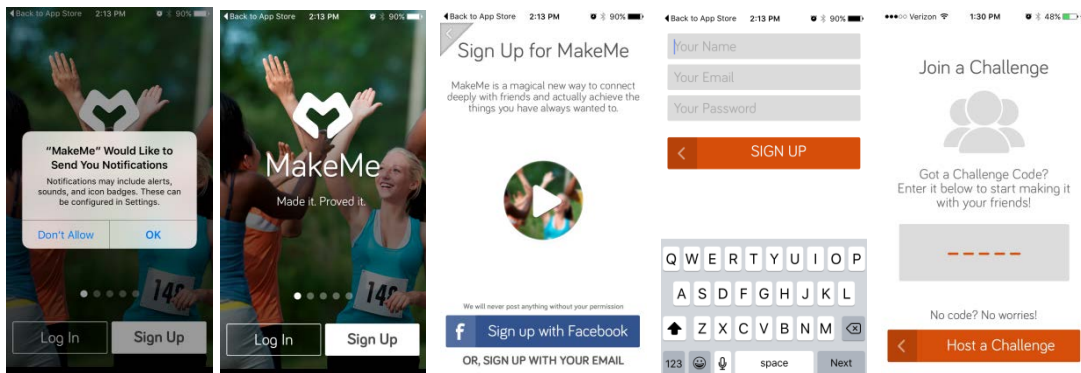 Back to App Store 2:13 PM 90%
"MakeMe" Would Like to
Send You Notifications
Notifications may include alerts,
sounds, and icon badges. These can
be configured in Settings.
Don't Allow OK
Log In Sign Up
Back to App Store 2:13 PM 90%
MakeMe
Made it. Proved it.
Log In Sign Up
Back to App Store 2:13 PM 90%
Sign Up for MakeMe
MakeMe is a magical new way to connect
deeply with friends and actually achieve the
things you have always wanted to.
We will never post anything without your permission
f Sign up with Facebook
OR, SIGN UP WITH YOUR EMAIL
Back to App Store 2:13 PM 90%
Your Name
Your Email
Your Password
SIGN UP
Q W E R T Y U I O P
A S D F G H J K L
Z X C V B N M
123 space Next
Verizon 1:30 PM 48%
Join a Challenge
Got a Challenge Code?
Enter it below to start making it
with your friends!
No code? No worries!
Host a Challenge